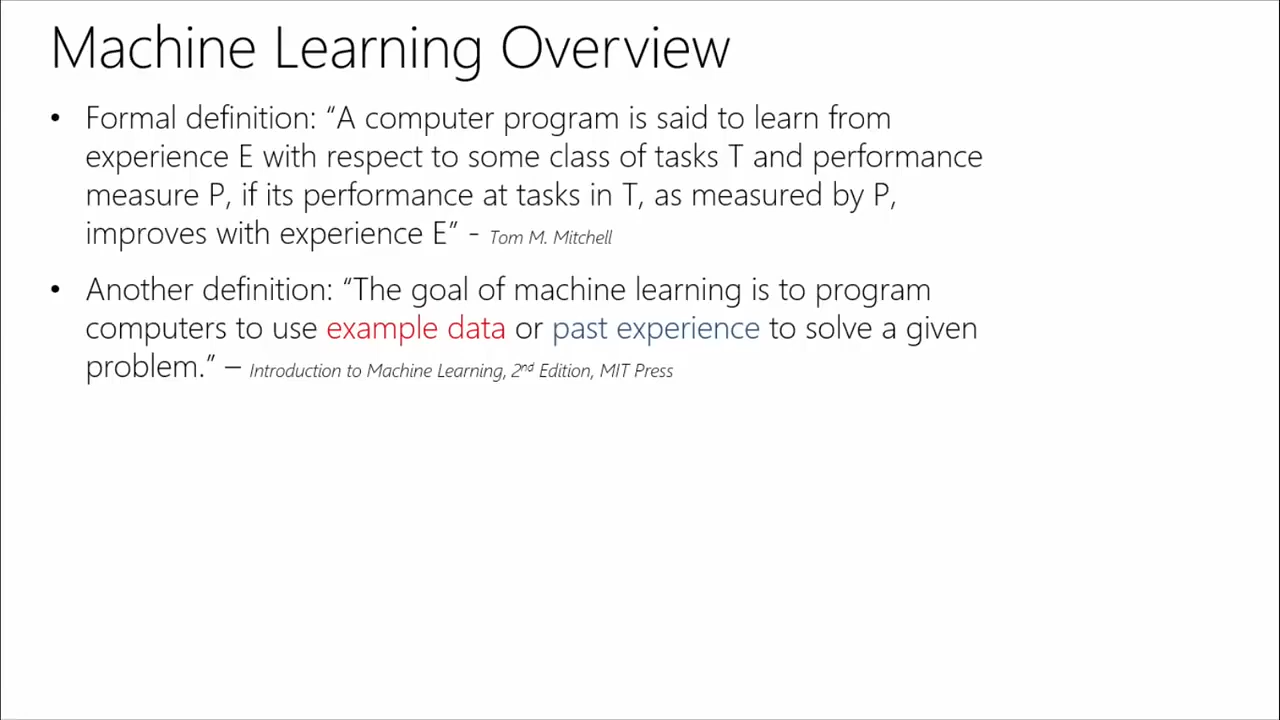 Machine Learning Overview
• Formal definition: “A computer program is said to learn from
experience E with respect to some class of tasks T and performance
measure P, if its performance at tasks in T, as measured by P,
improves with experience E” - Tom M. Mitchell
• Another definition: “The goal of machine learning is to program
computers to use example data or past experience to solve a given
problem.” – Introduction to Machine Learning, 2nd Edition, MIT Press